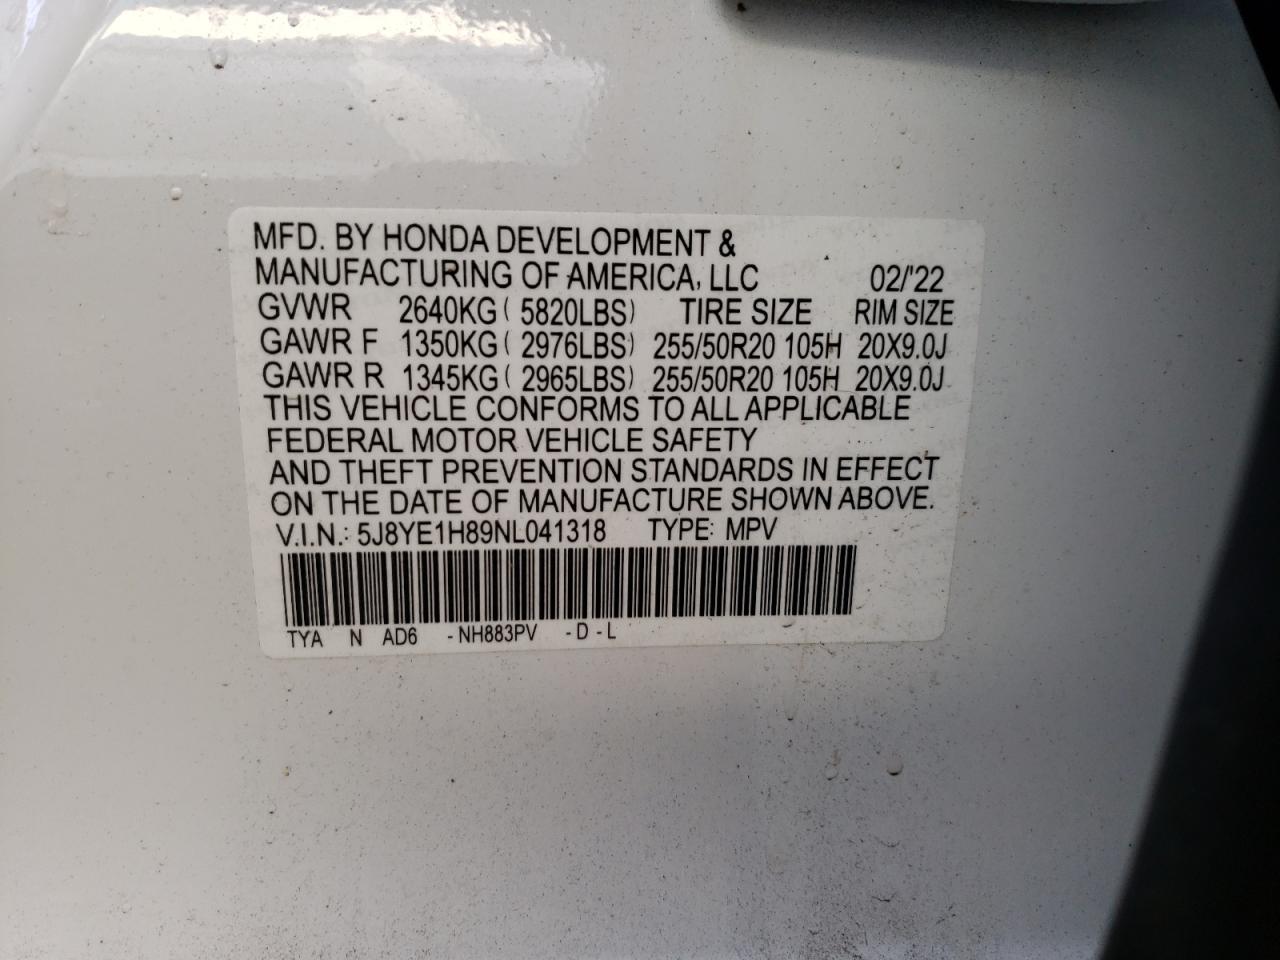 MFD. BY HONDA DEVELOPMENT &
MANUFACTURING OF AMERICA, LLC 02/'22
GVWR 2640KG ( 5820LBS) TIRE SIZE RIM SIZE
GAWR F 1350KG ( 2976LBS) 255/50R20 105H 20X9.0J
GAWR R 1345KG ( 2965LBS) 255/50R20 105H 20X9.0J
THIS VEHICLE CONFORMS TO ALL APPLICABLE
FEDERAL MOTOR VEHICLE SAFETY
AND THEFT PREVENTION STANDARDS IN EFFECT
ON THE DATE OF MANUFACTURE SHOWN ABOVE.
V.I.N.: 5J8YE1H89NL041318 TYPE: MPV
TYA N AD6 - NH883PV - D - L